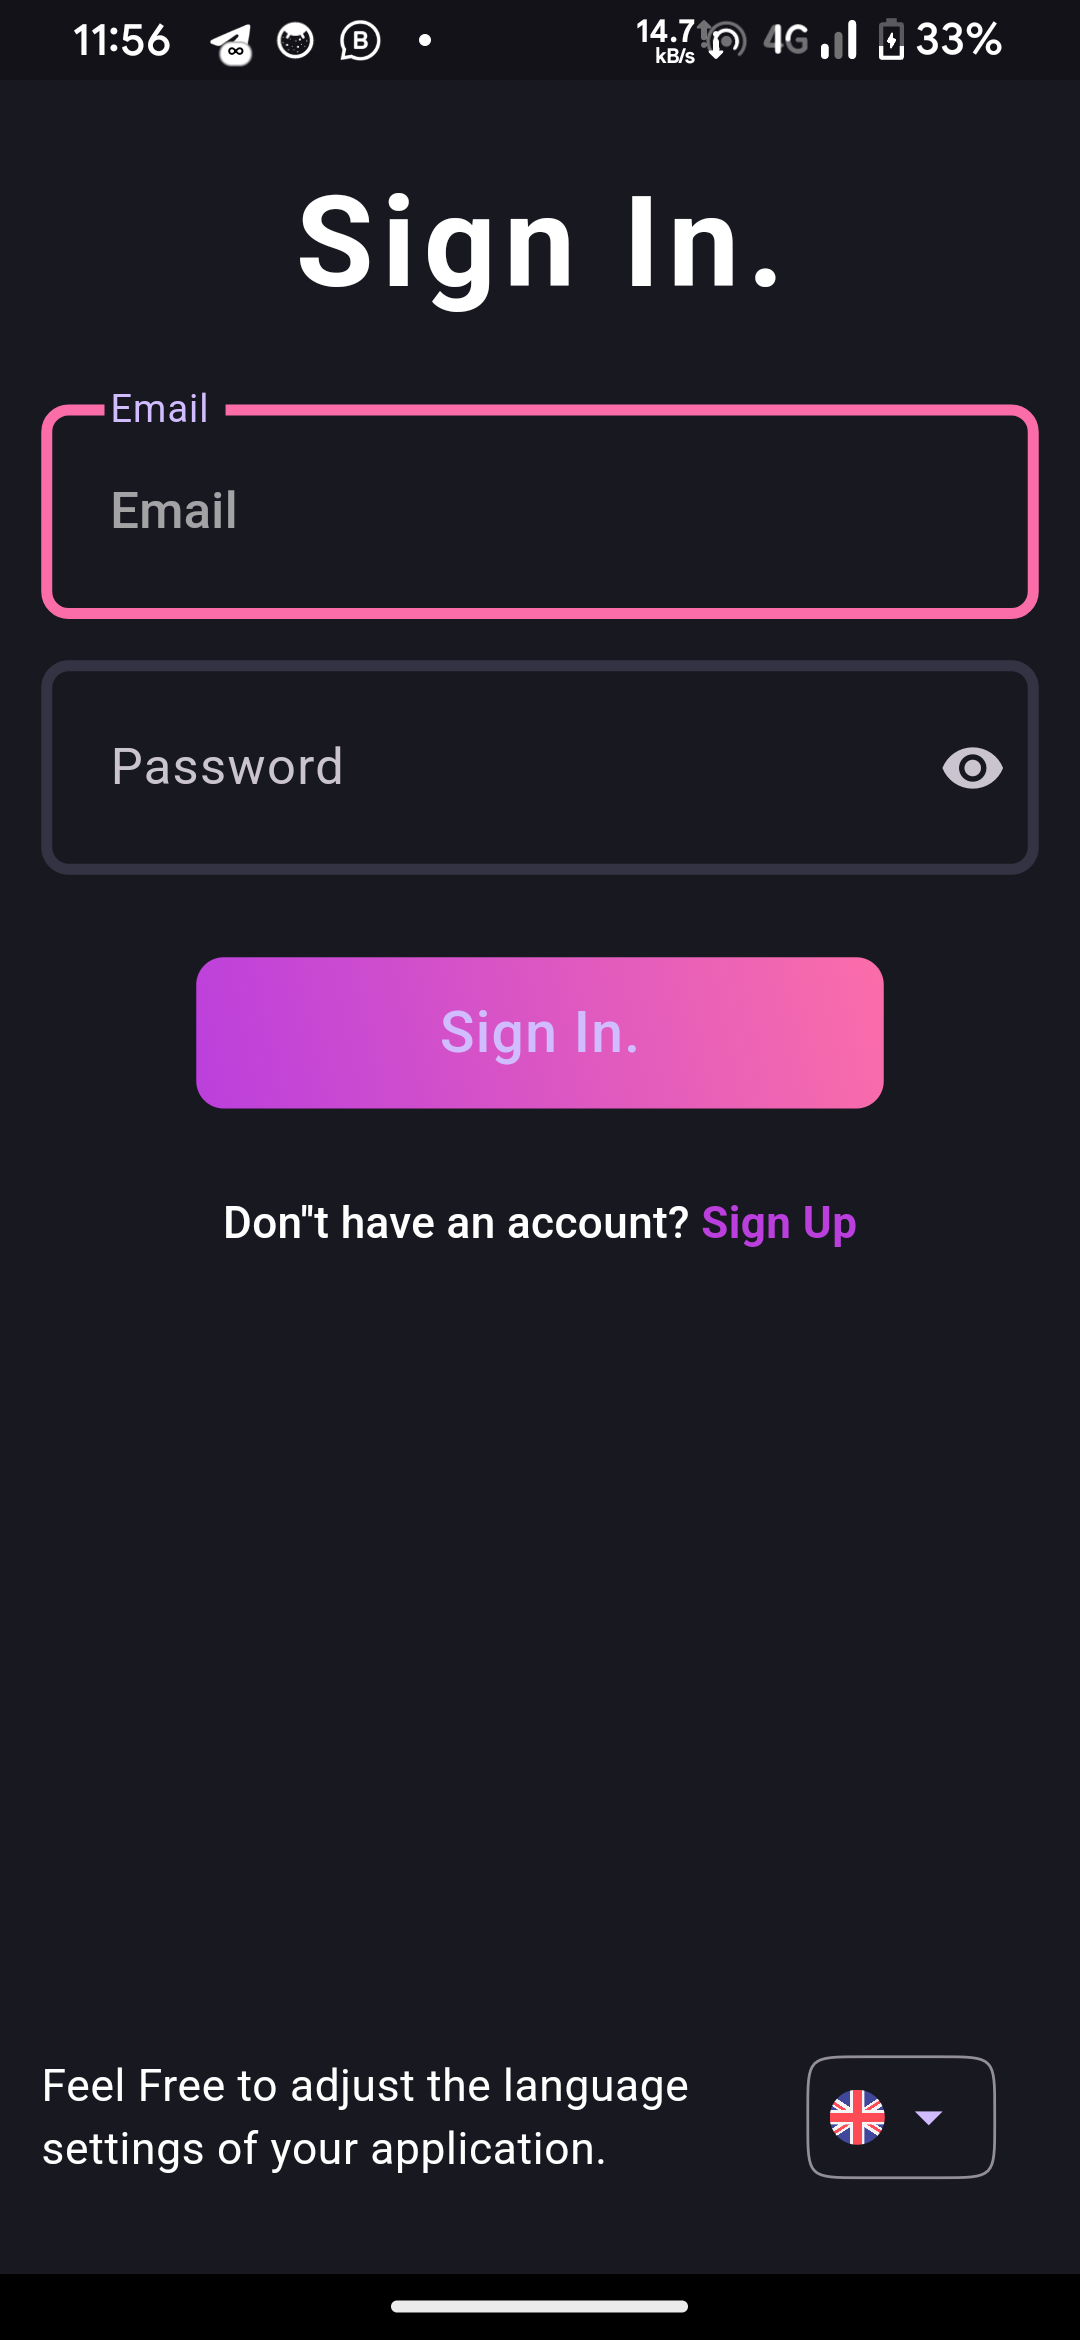 11:56
14.7
kB/s
4G
33%
Sign In.
Email
Email
Password
Sign In.
Don"t have an account? Sign Up
Feel Free to adjust the language
settings of your application.